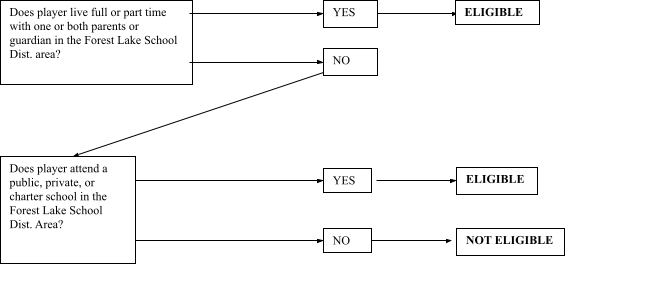 Does player live full or part time
with one or both parents or
guardian in the Forest Lake School
Dist. area?
YES
ELIGIBLE
NO
Does player attend a
public, private, or
charter school in the
Forest Lake School
Dist. Area?
YES
ELIGIBLE
NO
NOT ELIGIBLE